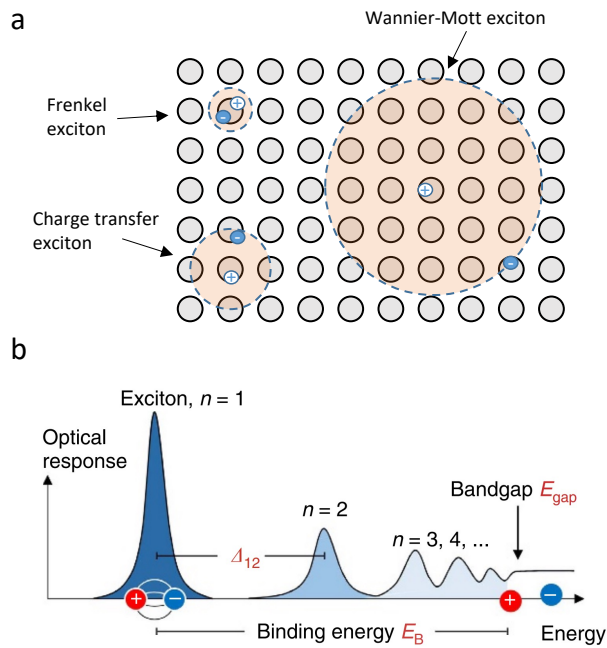 a
Wannier-Mott exciton
Frenkel
exciton
+
-
Charge transfer
exciton
+
-
+
-
b
Exciton, n = 1
Optical
response
n = 2
Bandgap E_gap
n = 3, 4, ...
Δ_12
+
−
+
−
Binding energy E_B
Energy